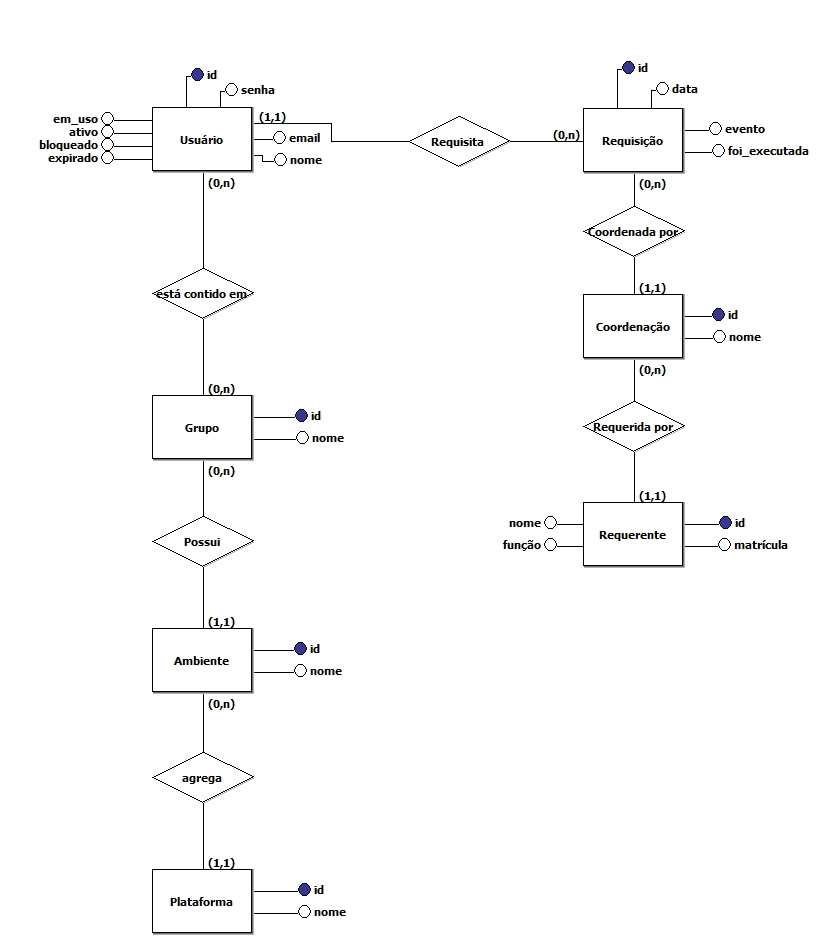 id
senha
em_uso
ativo
bloqueado
expirado
Usuário
(1,1)
email
nome
(0,n)
Requisita
(0,n)
id
data
Requisição
evento
foi_executada
(0,n)
Coordenada por
(1,1)
Coordenação
id
nome
(0,n)
Requerida por
(1,1)
nome
função
Requerente
id
matrícula
está contido em
(0,n)
Grupo
id
nome
(0,n)
Possui
(1,1)
Ambiente
id
nome
(0,n)
agrega
(1,1)
Plataforma
id
nome